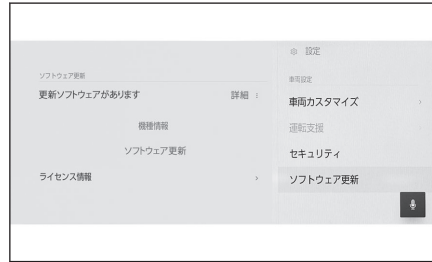 ソフトウェア更新
更新ソフトウェアがあります
詳細
機種情報
ソフトウェア更新
ライセンス情報
設定
車両設定
車両カスタマイズ
運転支援
セキュリティ
ソフトウェア更新